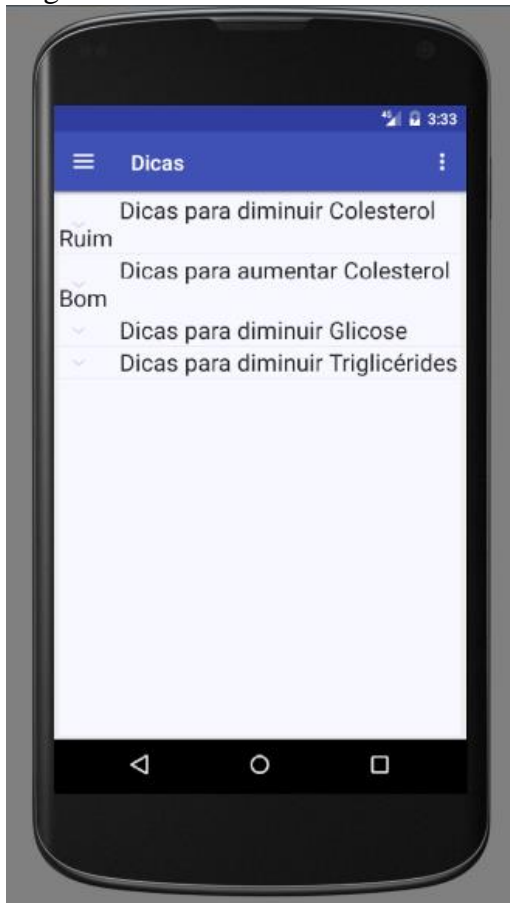 4G 3:33
Dicas
Dicas para diminuir Colesterol
Ruim
Dicas para aumentar Colesterol
Bom
Dicas para diminuir Glicose
Dicas para diminuir Triglicérides